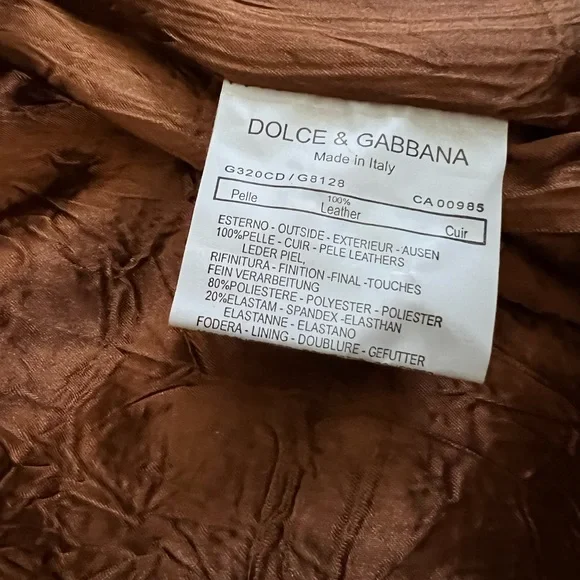 DOLCE & GABBANA
Made in Italy
G320CD/G8128 CA 00985
Pelle 100% Leather Cuir
ESTERNO - OUTSIDE - EXTERIEUR - AUSEN
100%PELLE - CUIR - PELE LEATHERS
LEDER PIEL,
RIFINITURA - FINITION -FINAL -TOUCHES
FEIN VERARBEITUNG
80%POLIESTERE - POLYESTER - POLIESTER
20%ELASTAM - SPANDEX -ELASTHAN
ELASTANNE - ELASTANO
FODERA - LINING - DOUBLURE - GEFUTTER